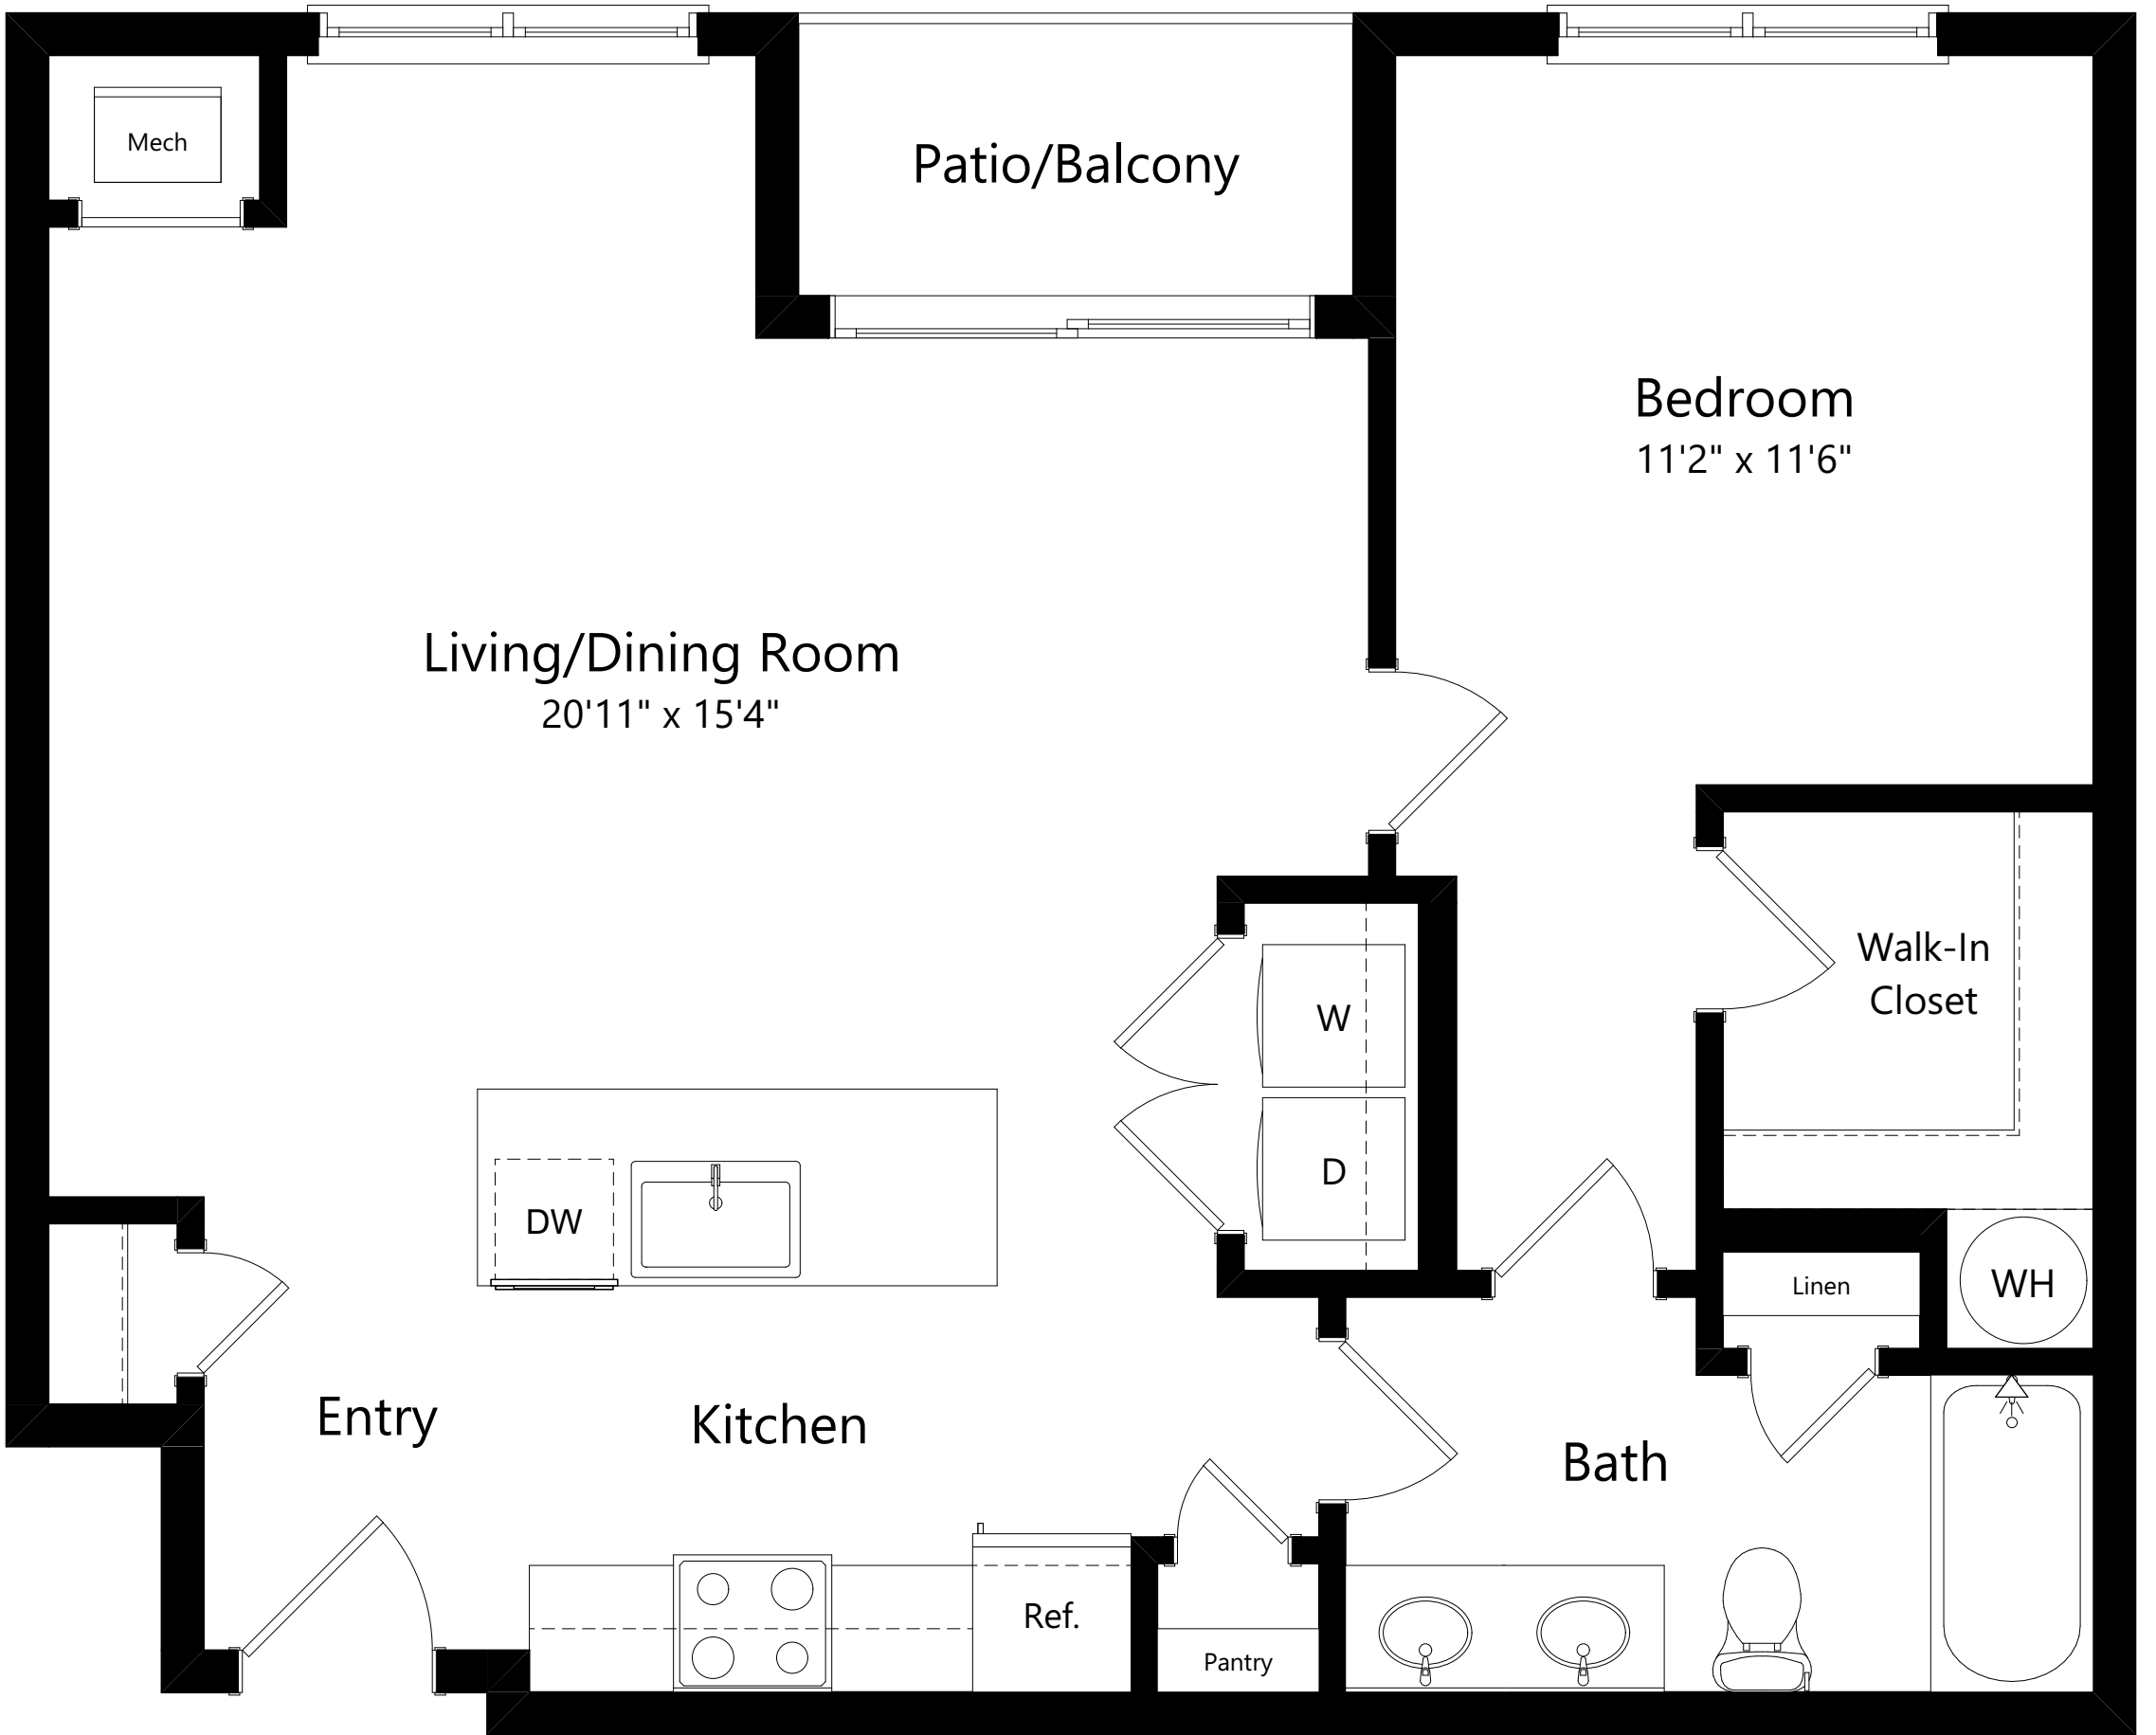 Mech
Patio/Balcony
Bedroom
11'2" x 11'6"
Living/Dining Room
20'11" x 15'4"
Walk-In
Closet
W
D
DW
Linen
WH
Entry
Kitchen
Bath
Ref.
Pantry